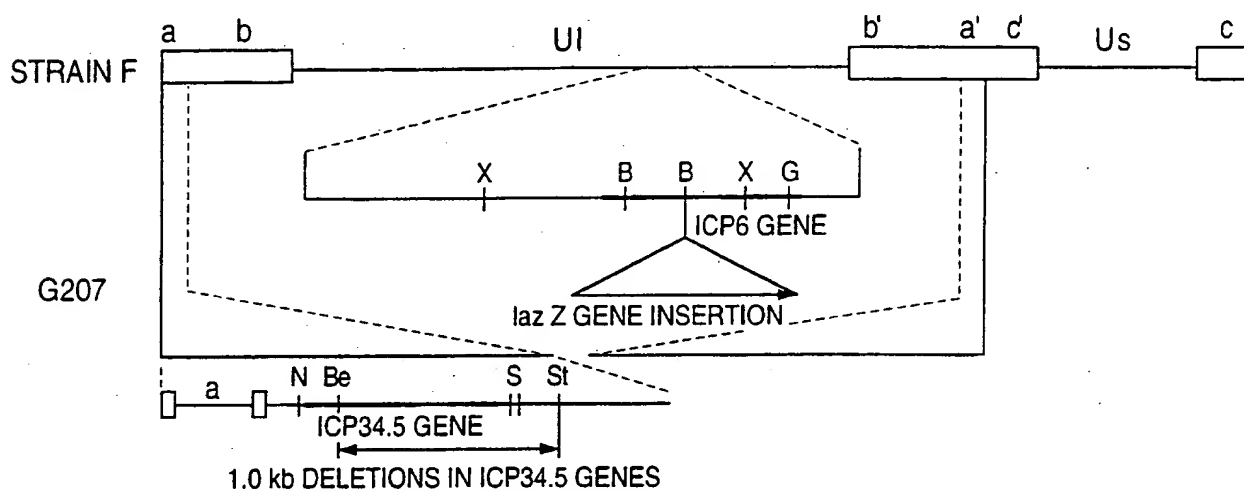 a b Ul b' a' c' Us c
STRAIN F
X B B X G
ICP6 GENE
G207
laz Z GENE INSERTION
a N Be S St
ICP34.5 GENE
1.0 kb DELETIONS IN ICP34.5 GENES